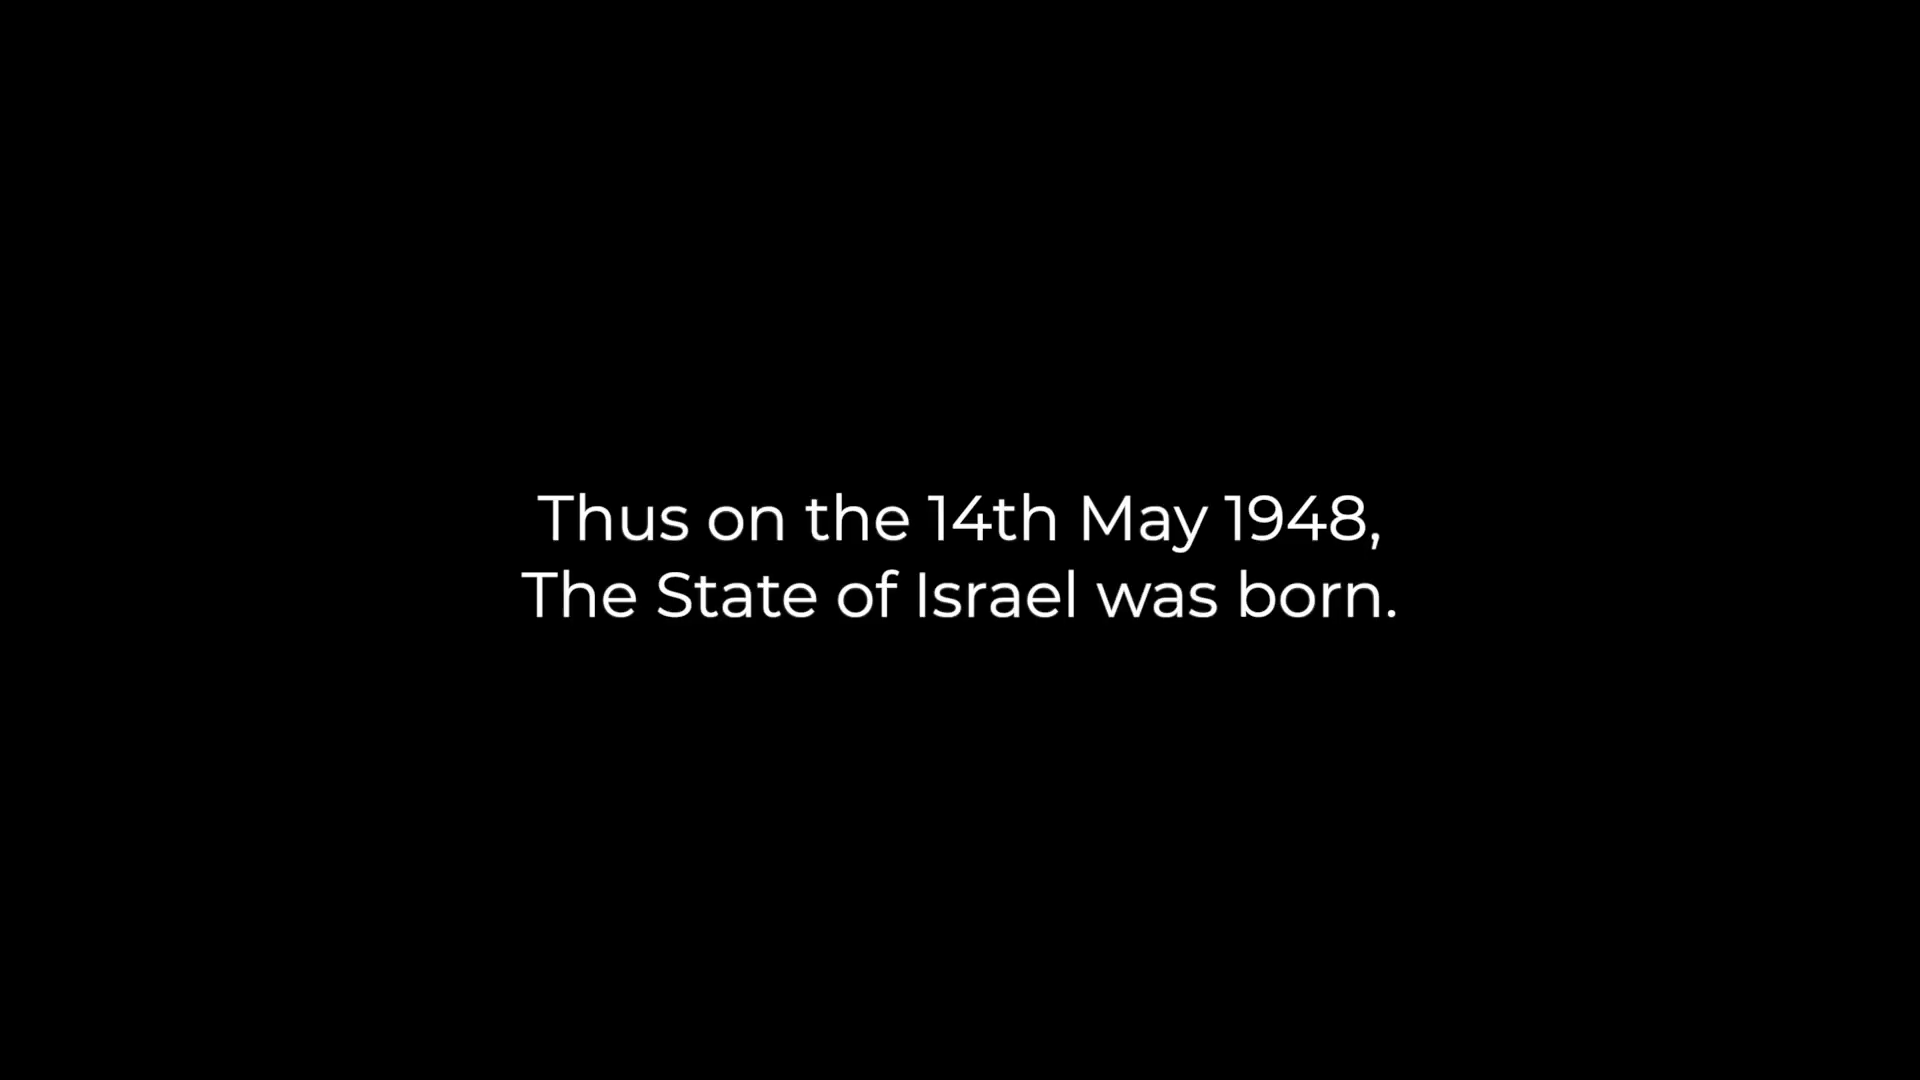 Thus on the 14th May 1948,
The State of Israel was born.